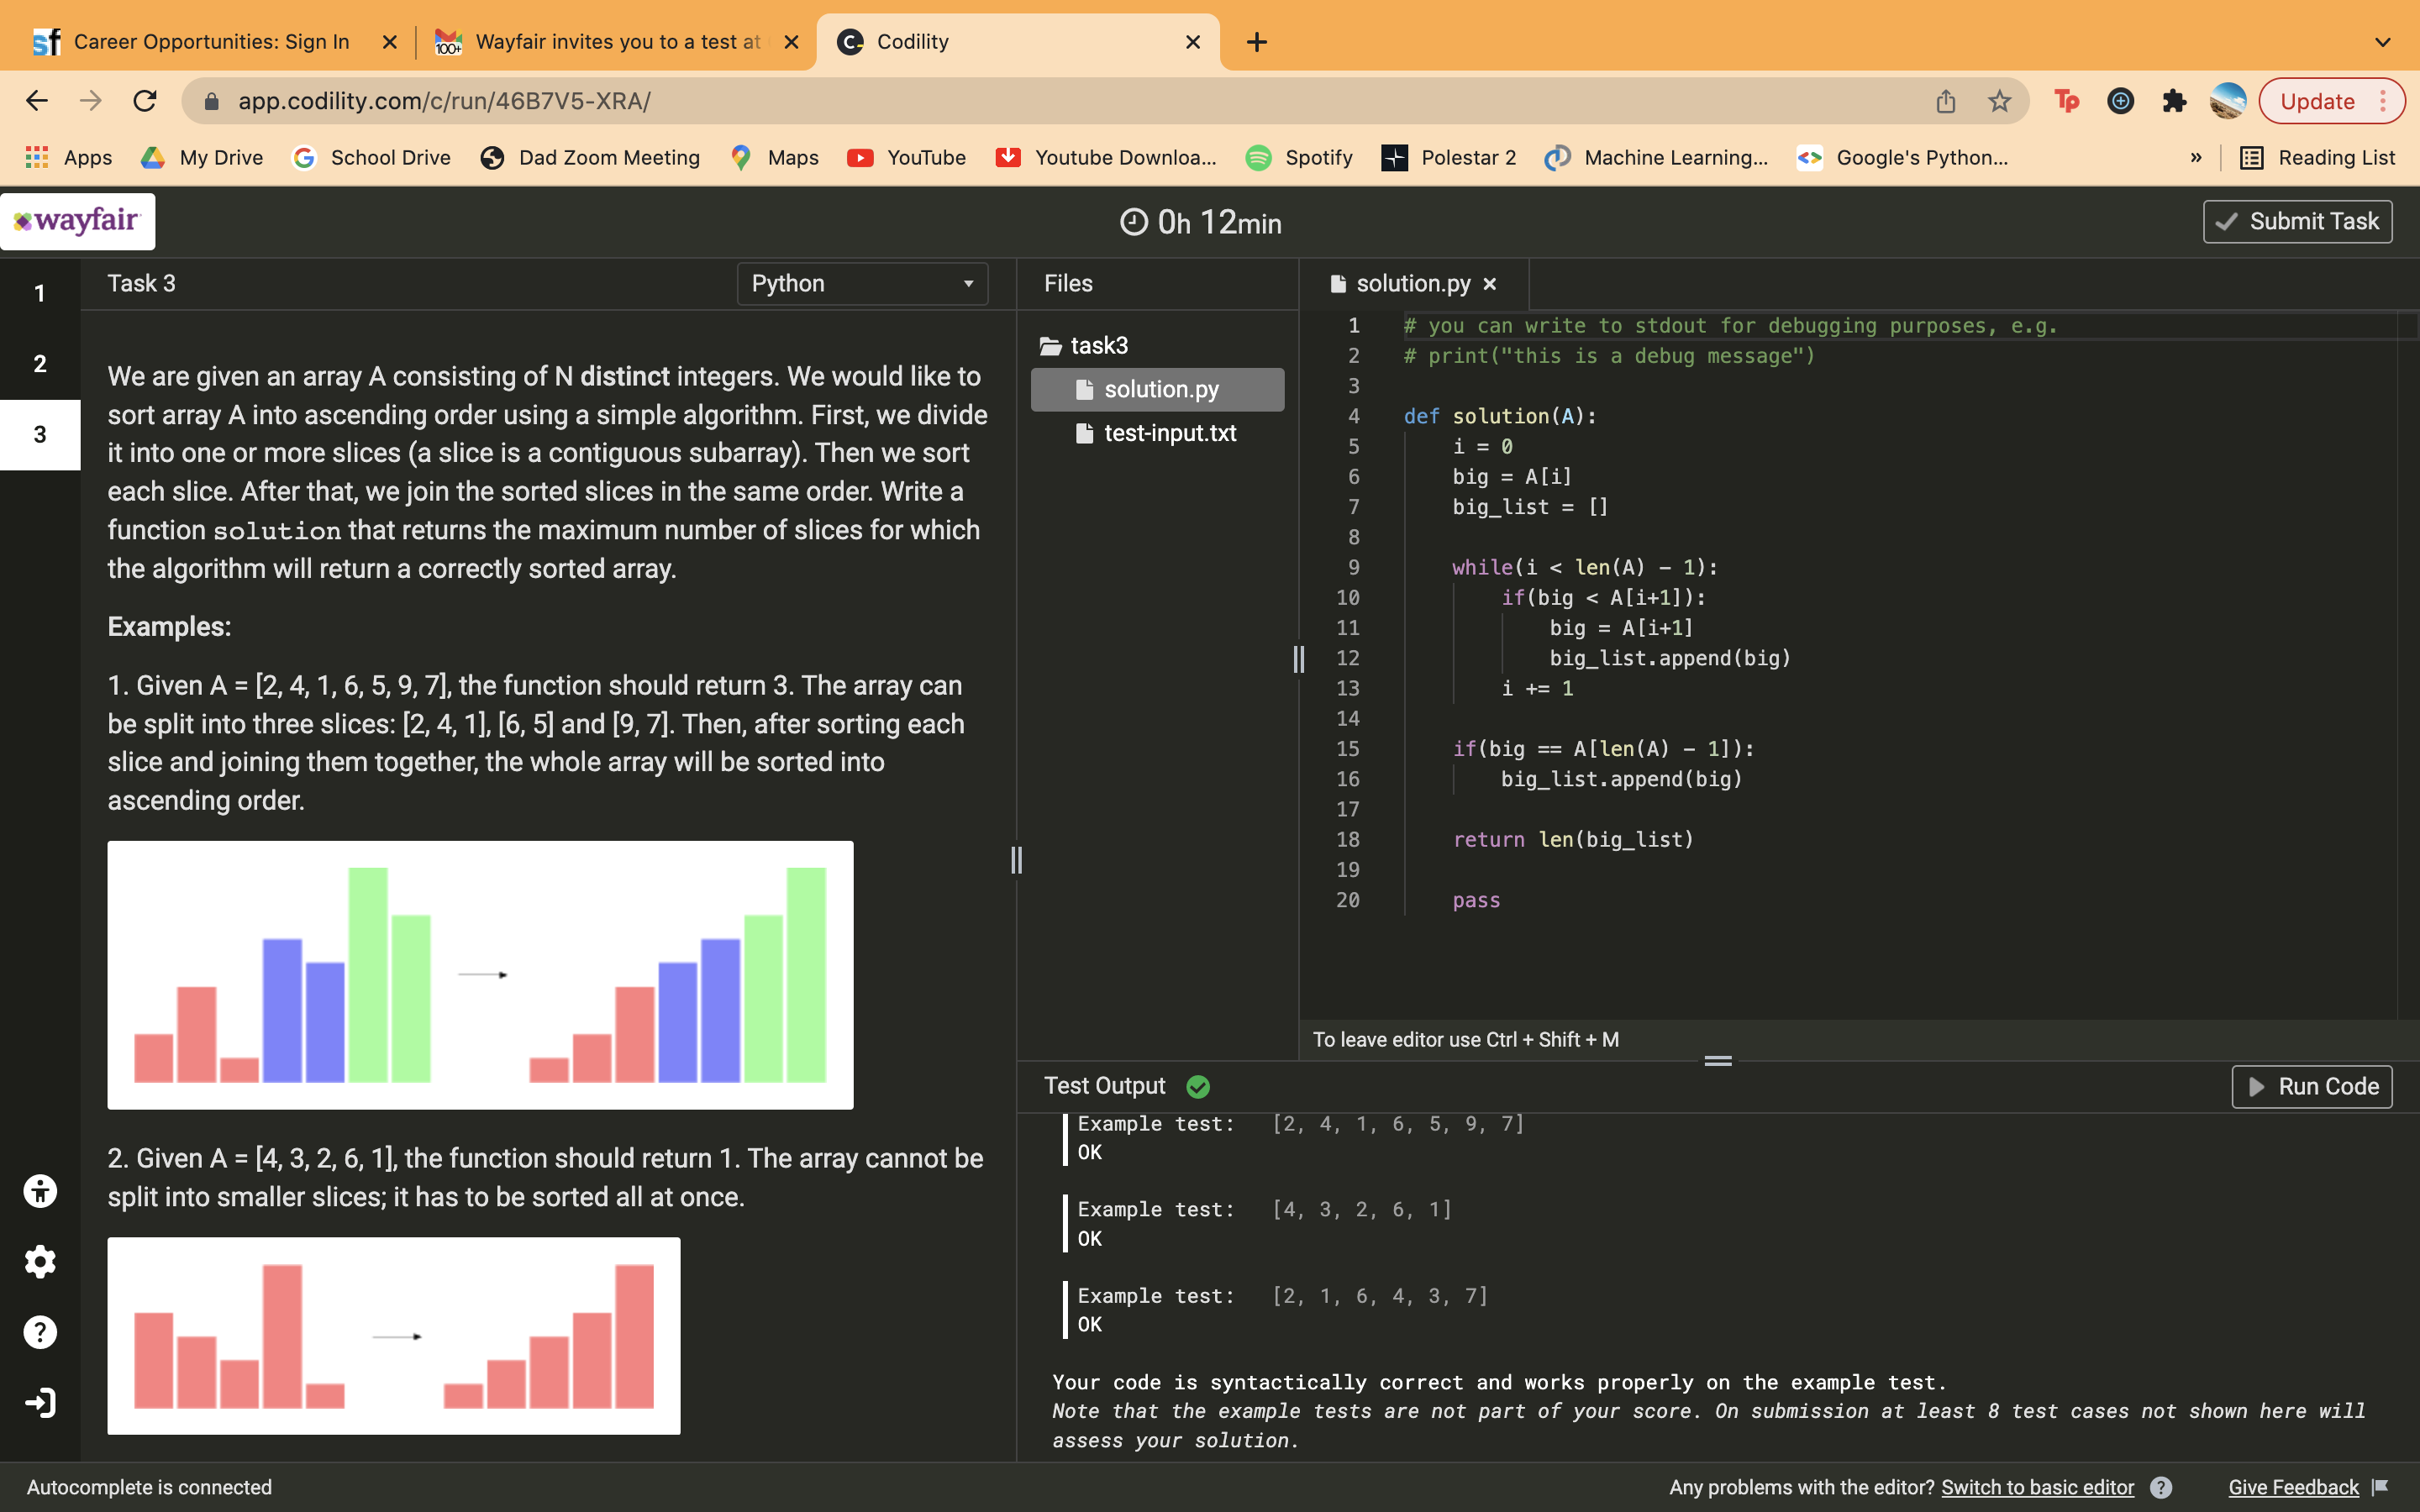 sf Career Opportunities: Sign In
100+ Wayfair invites you to a test at
C Codility
app.codility.com/c/run/46B7V5-XRA/
Tp
Update
Apps
My Drive
School Drive
Dad Zoom Meeting
Maps
YouTube
Youtube Downloa...
Spotify
Polestar 2
Machine Learning...
Google's Python...
»
Reading List
wayfair
0h 12min
Submit Task
1
2
3
Task 3
Python
We are given an array A consisting of N distinct integers. We would like to
sort array A into ascending order using a simple algorithm. First, we divide
it into one or more slices (a slice is a contiguous subarray). Then we sort
each slice. After that, we join the sorted slices in the same order. Write a
function solution that returns the maximum number of slices for which
the algorithm will return a correctly sorted array.
Examples:
1. Given A = [2, 4, 1, 6, 5, 9, 7], the function should return 3. The array can
be split into three slices: [2, 4, 1], [6, 5] and [9, 7]. Then, after sorting each
slice and joining them together, the whole array will be sorted into
ascending order.
2. Given A = [4, 3, 2, 6, 1], the function should return 1. The array cannot be
split into smaller slices; it has to be sorted all at once.
Files
task3
solution.py
test-input.txt
solution.py
1 # you can write to stdout for debugging purposes, e.g.
2 # print("this is a debug message")
3
4 def solution(A):
5 i = 0
6 big = A[i]
7 big_list = []
8
9 while(i < len(A) - 1):
10 if(big < A[i+1]):
11 big = A[i+1]
12 big_list.append(big)
13 i += 1
14
15 if(big == A[len(A) - 1]):
16 big_list.append(big)
17
18 return len(big_list)
19
20 pass
To leave editor use Ctrl + Shift + M
Test Output
Run Code
Example test: [2, 4, 1, 6, 5, 9, 7]
OK
Example test: [4, 3, 2, 6, 1]
OK
Example test: [2, 1, 6, 4, 3, 7]
OK
Your code is syntactically correct and works properly on the example test.
Note that the example tests are not part of your score. On submission at least 8 test cases not shown here will
assess your solution.
Autocomplete is connected
Any problems with the editor? Switch to basic editor ?
Give Feedback